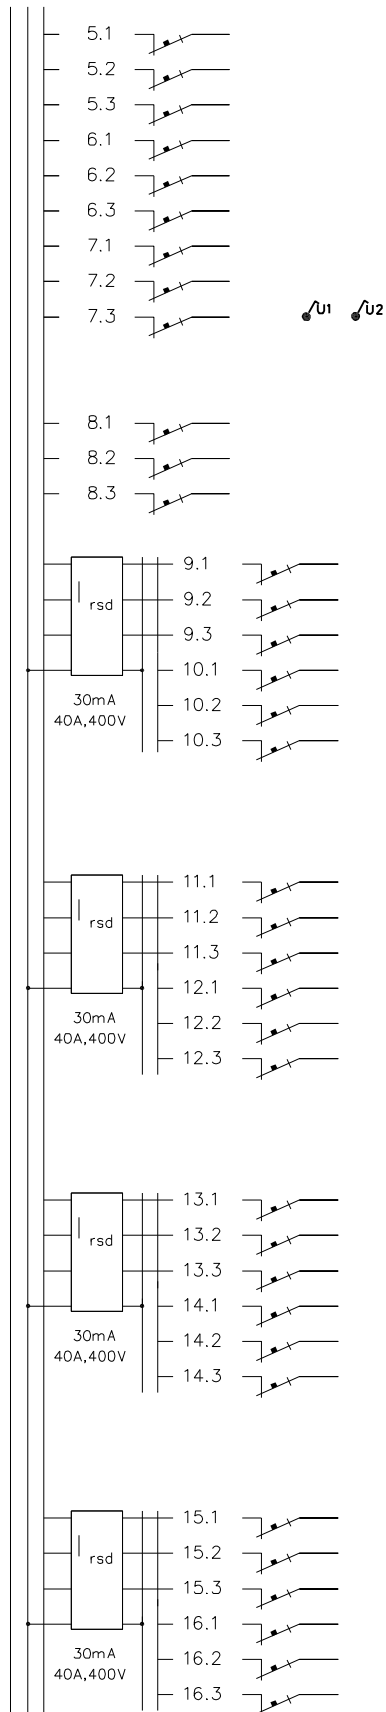 5.1
5.2
5.3
6.1
6.2
6.3
7.1
7.2
7.3
U1 U2
8.1
8.2
8.3
9.1
9.2
rsd
9.3
10.1
30mA
10.2
40A,400V
10.3
11.1
11.2
rsd
11.3
12.1
30mA
12.2
40A,400V
12.3
13.1
13.2
rsd
13.3
14.1
30mA
14.2
40A,400V
14.3
15.1
15.2
rsd
15.3
16.1
30mA
16.2
40A,400V
16.3